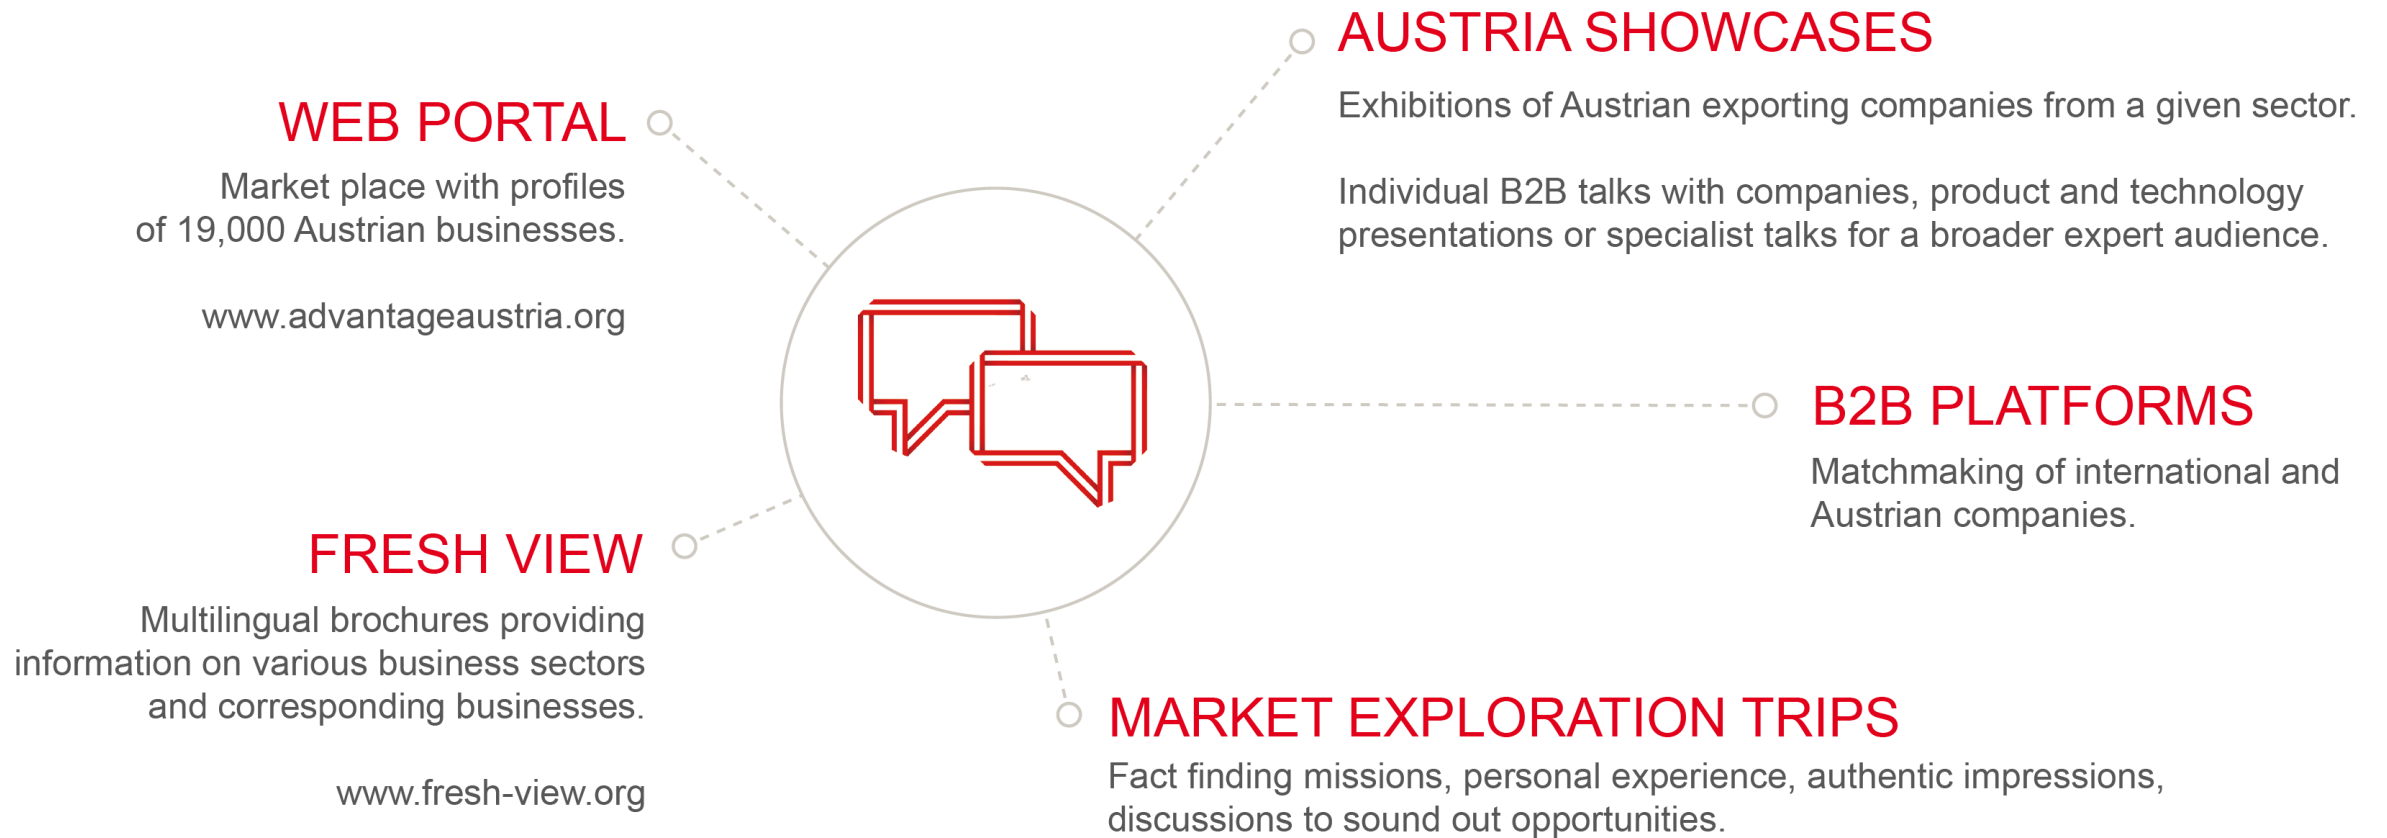 WEB PORTAL
Market place with profiles
of 19,000 Austrian businesses.
www.advantageaustria.org
FRESH VIEW
Multilingual brochures providing
information on various business sectors
and corresponding businesses.
www.fresh-view.org
AUSTRIA SHOWCASES
Exhibitions of Austrian exporting companies from a given sector.
Individual B2B talks with companies, product and technology
presentations or specialist talks for a broader expert audience.
B2B PLATFORMS
Matchmaking of international and
Austrian companies.
MARKET EXPLORATION TRIPS
Fact finding missions, personal experience, authentic impressions,
discussions to sound out opportunities.